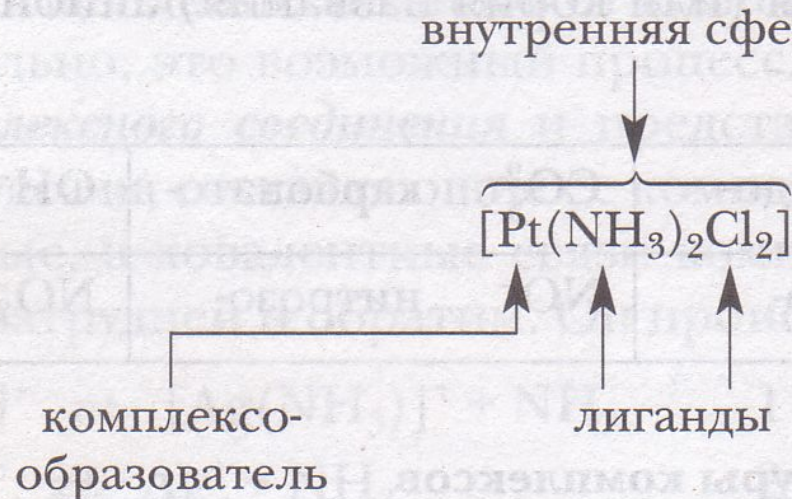 внутренняя сфе
[Pt(NH₃)₂Cl₂]
комплексо-
образователь
лиганды